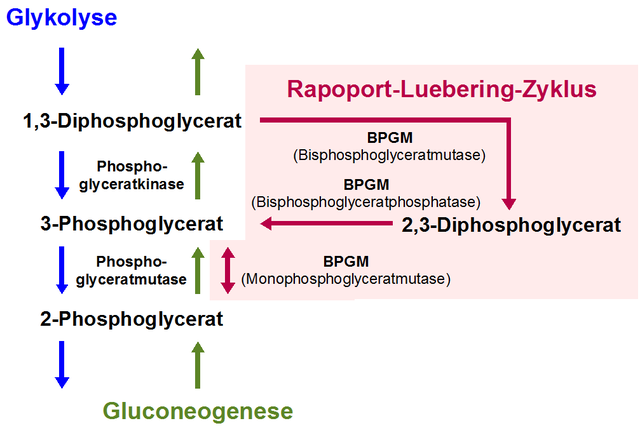 Glykolyse
Rapoport-Luebering-Zyklus
1,3-Diphosphoglycerat
BPGM
(Bisphosphoglyceratmutase)
Phospho-
glyceratkinase
BPGM
(Bisphosphoglyceratphosphatase)
3-Phosphoglycerat
2,3-Diphosphoglycerat
Phospho-
glyceratmutase
BPGM
(Monophosphoglyceratmutase)
2-Phosphoglycerat
Gluconeogenese